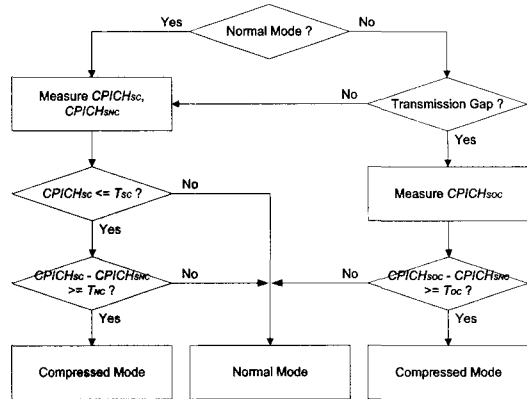 Yes
Normal Mode ?
No
Measure CPICHSC,
CPICHSNC
No
Transmission Gap ?
Yes
CPICHSC <= TSC ?
No
Measure CPICHSOC
Yes
CPICHSC - CPICHSNC
>= TNC ?
No
No
CPICHSOC - CPICHSNC
>= TOC ?
Yes
Yes
Compressed Mode
Normal Mode
Compressed Mode